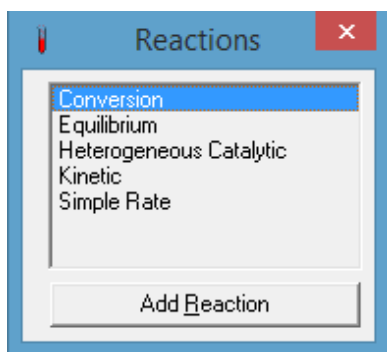 Reactions
Conversion
Equilibrium
Heterogeneous Catalytic
Kinetic
Simple Rate
Add Reaction